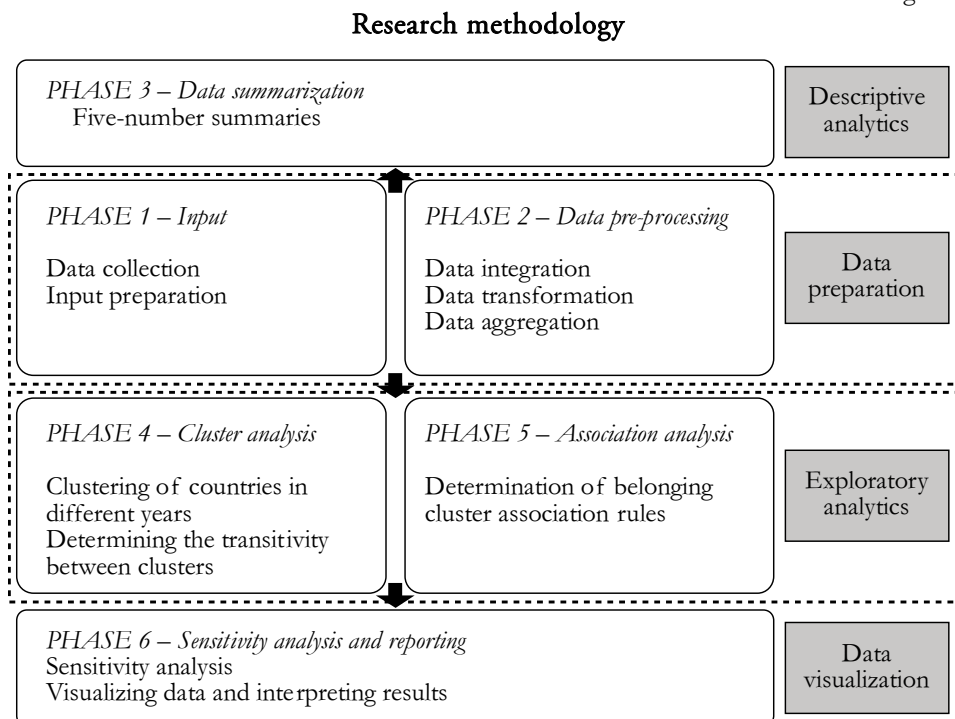 Research methodology
PHASE 3 – Data summarization
Five-number summaries
Descriptive
analytics
PHASE 1 – Input
Data collection
Input preparation
PHASE 2 – Data pre-processing
Data integration
Data transformation
Data aggregation
Data
preparation
PHASE 4 – Cluster analysis
Clustering of countries in
different years
Determining the transitivity
between clusters
PHASE 5 – Association analysis
Determination of belonging
cluster association rules
Exploratory
analytics
PHASE 6 – Sensitivity analysis and reporting
Sensitivity analysis
Visualizing data and interpreting results
Data
visualization